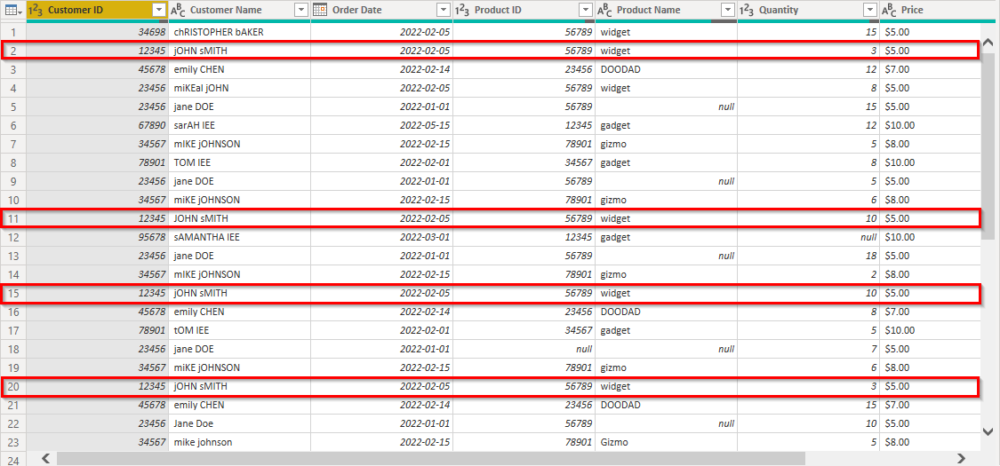 1²3 Customer ID ABC Customer Name Order Date 1²3 Product ID ABC Product Name 1²3 Quantity ABC Price
1 34698 chRISTOPHER bAKER 2022-02-05 56789 widget 15 $5.00
2 12345 jOHN sMITH 2022-02-05 56789 widget 3 $5.00
3 45678 emily CHEN 2022-02-14 23456 DOODAD 12 $7.00
4 23456 miKEal jOHN 2022-02-05 56789 widget 8 $5.00
5 23456 jane DOE 2022-01-01 56789 null 15 $5.00
6 67890 sarAH lEE 2022-05-15 12345 gadget 12 $10.00
7 34567 mIKE jOHNSON 2022-02-15 78901 gizmo 5 $8.00
8 78901 TOM lEE 2022-02-01 34567 gadget 8 $10.00
9 23456 jane DOE 2022-01-01 56789 null 5 $5.00
10 34567 miKE jOHNSON 2022-02-15 78901 gizmo 6 $8.00
11 12345 JOHN sMITH 2022-02-05 56789 widget 10 $5.00
12 95678 sAMANTHA lEE 2022-03-01 12345 gadget null $10.00
13 23456 jane DOE 2022-01-01 56789 null 18 $5.00
14 34567 mIKE jOHNSON 2022-02-15 78901 gizmo 2 $8.00
15 12345 jOHN sMITH 2022-02-05 56789 widget 10 $5.00
16 45678 emily CHEN 2022-02-14 23456 DOODAD 8 $7.00
17 78901 tOM lEE 2022-02-01 34567 gadget 5 $10.00
18 23456 jane DOE 2022-01-01 null null 7 $5.00
19 34567 miKE jOHNSON 2022-02-15 78901 gizmo 6 $8.00
20 12345 jOHN sMITH 2022-02-05 56789 widget 3 $5.00
21 45678 emily CHEN 2022-02-14 23456 DOODAD 15 $7.00
22 23456 Jane Doe 2022-01-01 56789 null 10 $5.00
23 34567 mike johnson 2022-02-15 78901 Gizmo 5 $8.00
24